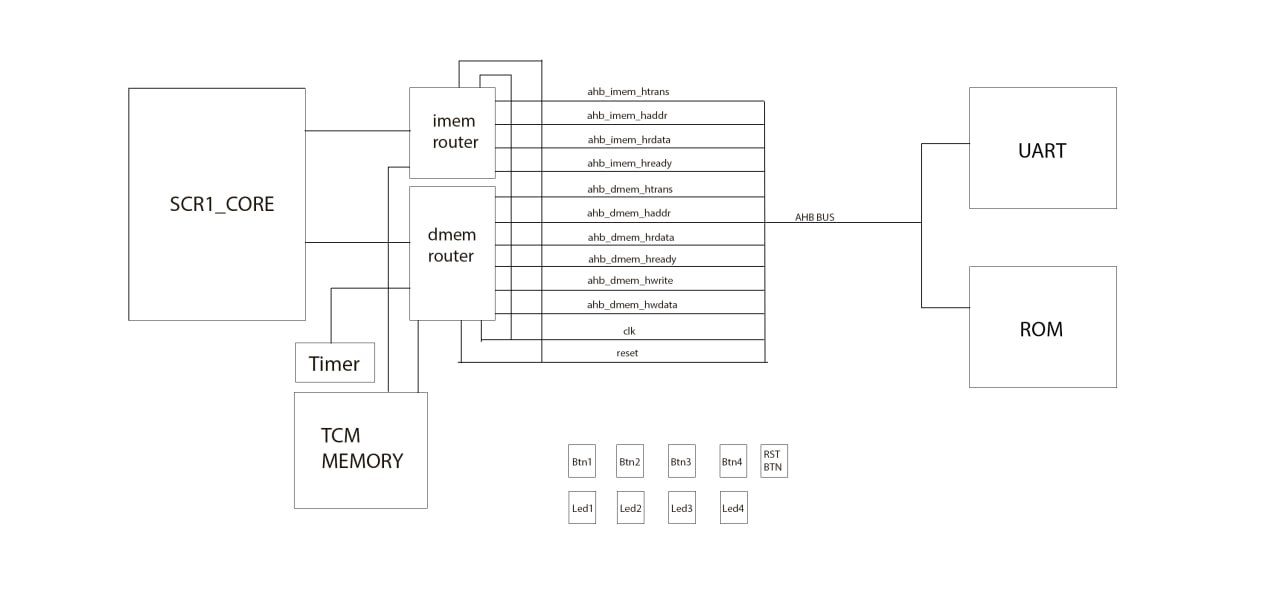 SCR1_CORE
imem
router
dmem
router
Timer
TCM
MEMORY
ahb_imem_htrans
ahb_imem_haddr
ahb_imem_hrdata
ahb_imem_hready
ahb_dmem_htrans
ahb_dmem_haddr
ahb_dmem_hrdata
ahb_dmem_hready
ahb_dmem_hwrite
ahb_dmem_hwdata
clk
reset
AHB BUS
UART
ROM
Btn1
Btn2
Btn3
Btn4
RST
BTN
Led1
Led2
Led3
Led4